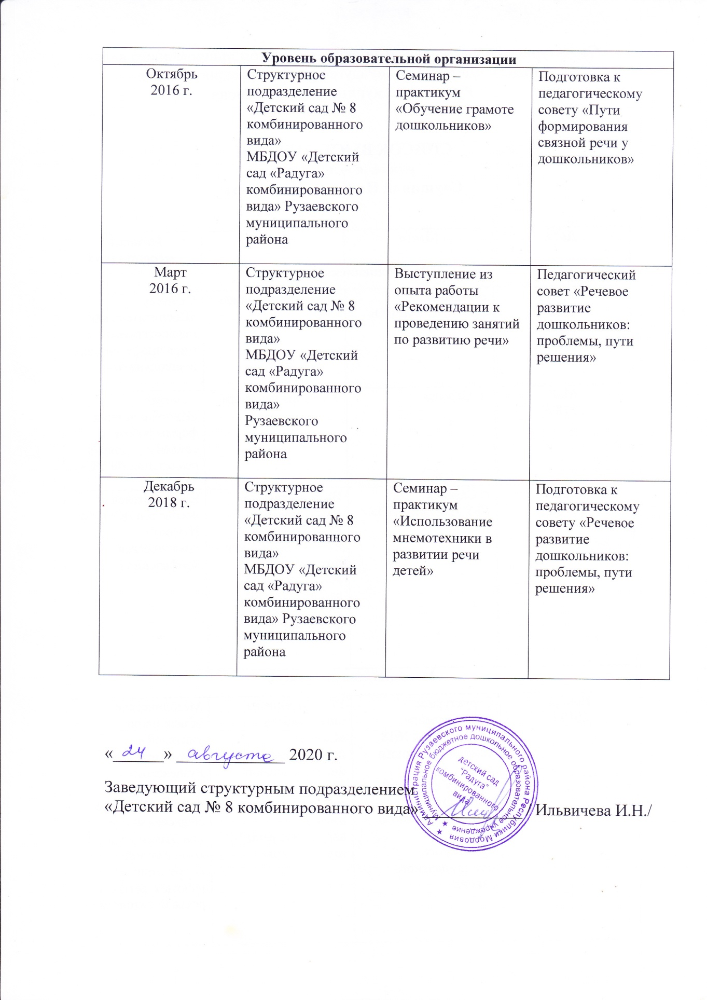 Уровень образовательной организации
Октябрь
2016 г.
Структурное
подразделение
«Детский сад № 8
комбинированного
вида»
МБДОУ «Детский
сад «Радуга»
комбинированного
вида» Рузаевского
муниципального
района
Семинар –
практикум
«Обучение грамоте
дошкольников»
Подготовка к
педагогическому
совету «Пути
формирования
связной речи у
дошкольников»
Март
2016 г.
Структурное
подразделение
«Детский сад № 8
комбинированного
вида»
МБДОУ «Детский
сад «Радуга»
комбинированного
вида»
Рузаевского
муниципального
района
Выступление из
опыта работы
«Рекомендации к
проведению занятий
по развитию речи»
Педагогический
совет «Речевое
развитие
дошкольников:
проблемы, пути
решения»
Декабрь
2018 г.
Структурное
подразделение
«Детский сад № 8
комбинированного
вида»
МБДОУ «Детский
сад «Радуга»
комбинированного
вида» Рузаевского
муниципального
района
Семинар –
практикум
«Использование
мнемотехники в
развитии речи
детей»
Подготовка к
педагогическому
совету «Речевое
развитие
дошкольников:
проблемы, пути
решения»
«24» августа 2020 г.
Заведующий структурным подразделением
«Детский сад № 8 комбинированного вида» / Ильвичева И.Н./
Администрация Рузаевского муниципального района Республики Мордовия
Муниципальное бюджетное дошкольное образовательное учреждение
детский сад
"Радуга"
комбинированного
вида